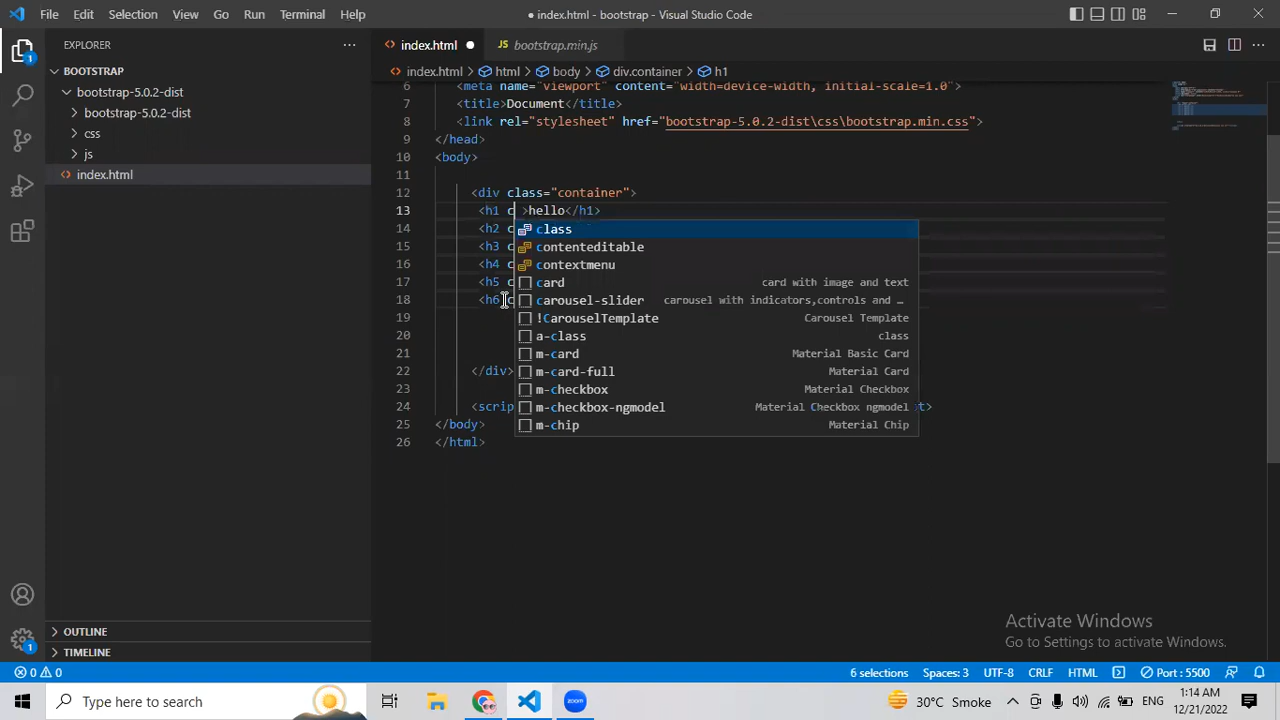 File Edit Selection View Go Run Terminal Help
● index.html - bootstrap - Visual Studio Code
EXPLORER
index.html
JS bootstrap.min.js
BOOTSTRAP
index.html > html > body > div.container > h1
bootstrap-5.0.2-dist
bootstrap-5.0.2-dist
css
js
index.html
6 <meta name="viewport" content="width=device-width, initial-scale=1.0">
7 <title>Document</title>
8 <link rel="stylesheet" href="bootstrap-5.0.2-dist\css\bootstrap.min.css">
9 </head>
10 <body>
11
12 <div class="container">
13 <h1 c >hello</h1>
14 <h2 c
15 <h3 c
16 <h4 c
17 <h5 c
18 <h6 c
19
20
21
22 </div>
23
24 <scrip t>
25 </body>
26 </html>
class
contenteditable
contextmenu
card card with image and text
carousel-slider carousel with indicators,controls and …
!CarouselTemplate Carousel Template
a-class class
m-card Material Basic Card
m-card-full Material Card
m-checkbox Material Checkbox
m-checkbox-ngmodel Material Checkbox ngmodel
m-chip Material Chip
Activate Windows
Go to Settings to activate Windows.
OUTLINE
TIMELINE
1
1
0 0
6 selections Spaces: 3 UTF-8 CRLF HTML Port : 5500
Type here to search
zoom
30°C Smoke
1:14 AM
12/21/2022